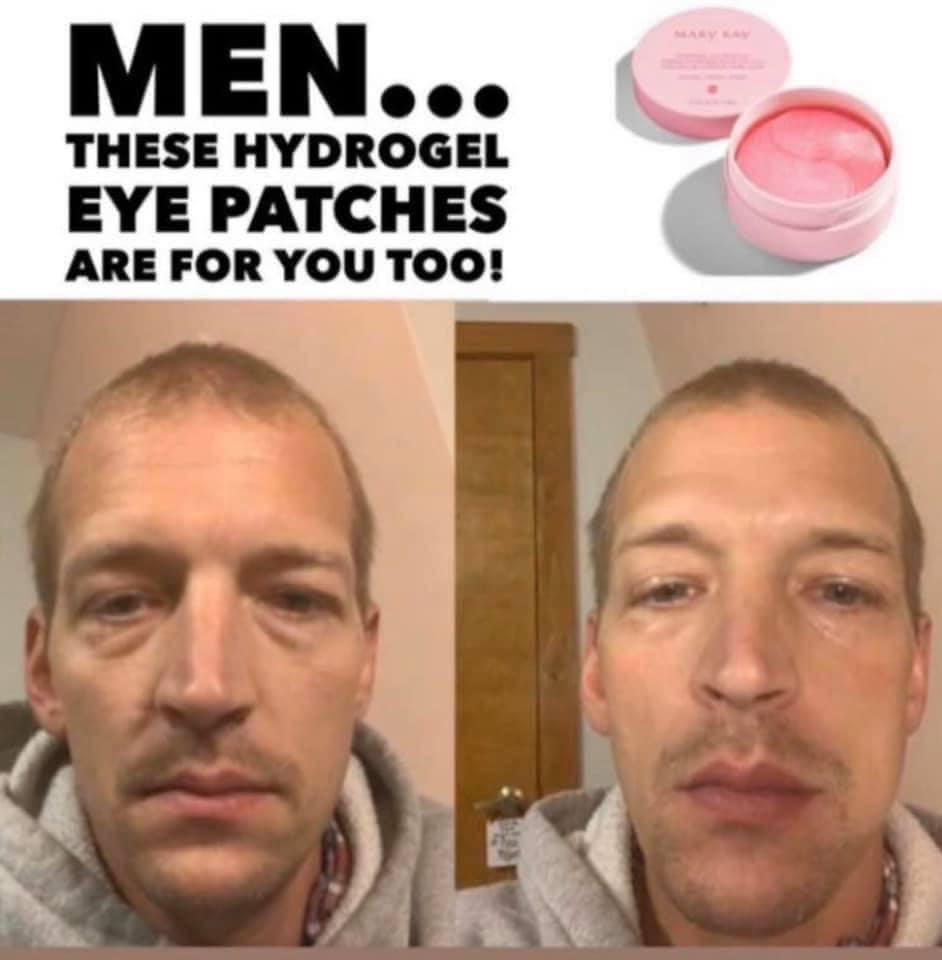 MEN...
THESE HYDROGEL
EYE PATCHES
ARE FOR YOU TOO!
MARY KAY